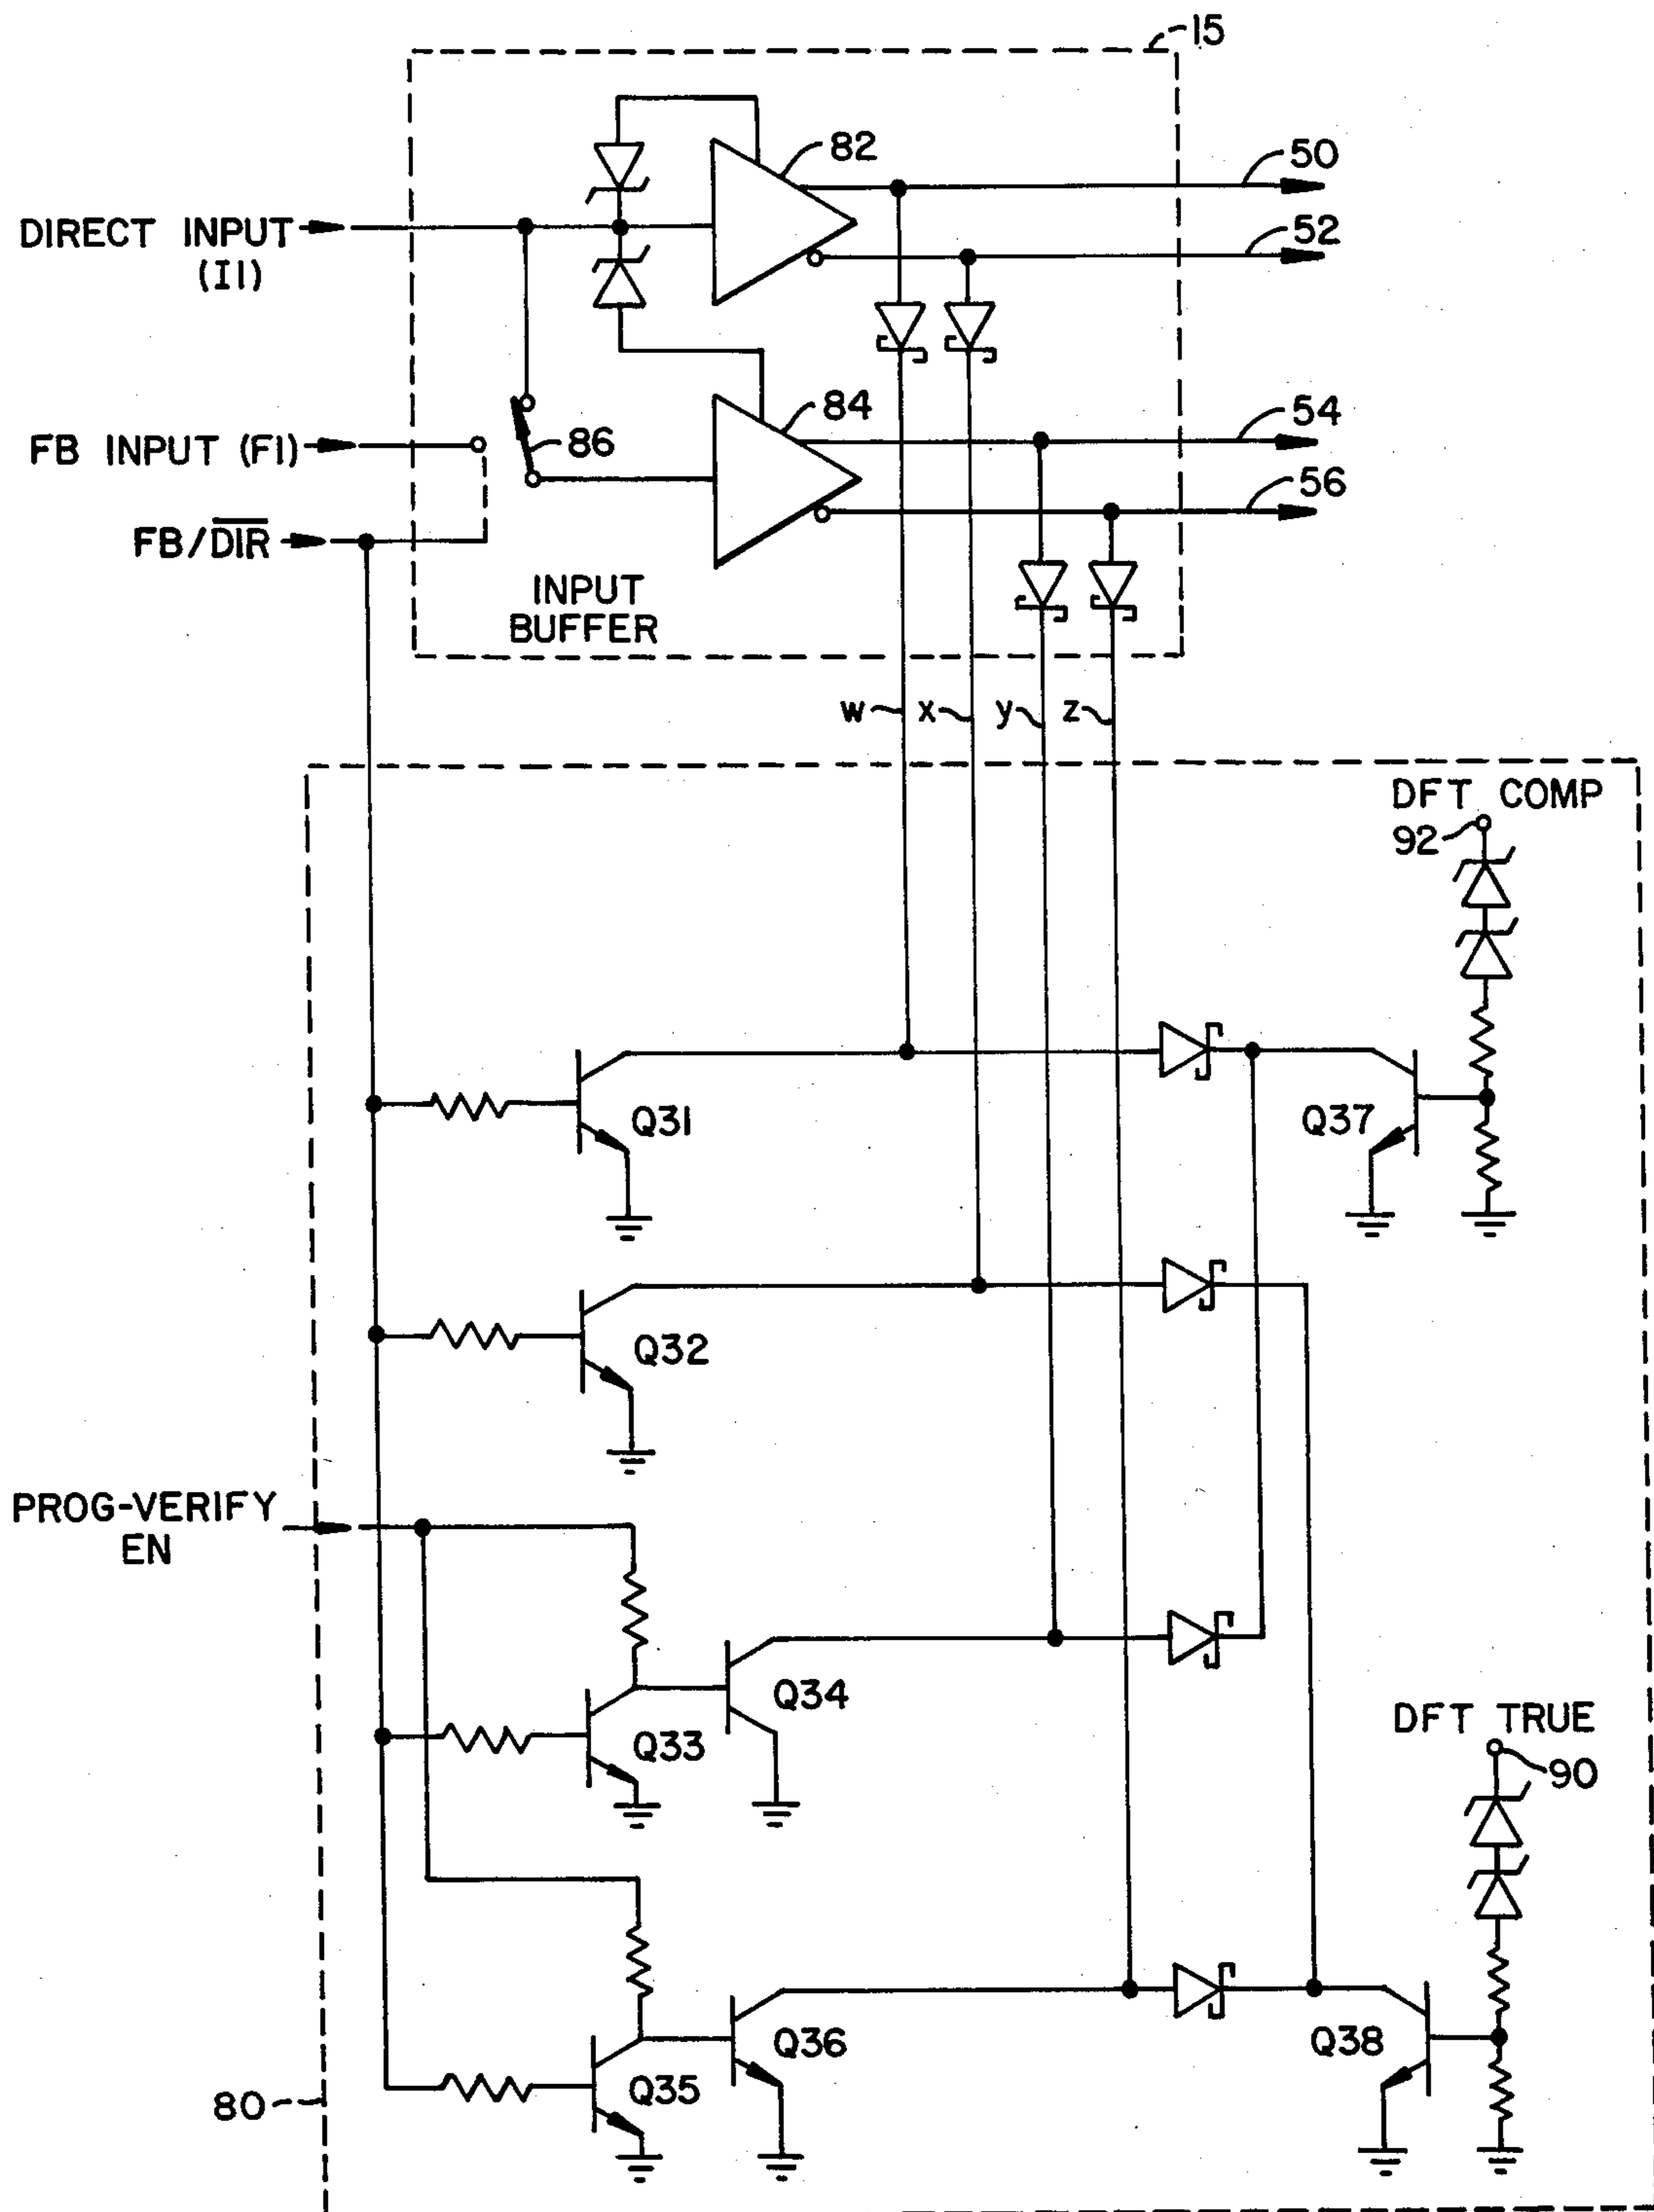 15
82
50
DIRECT INPUT
(I1)
52
84
54
FB INPUT (F1)
86
56
FB/DIR
INPUT
BUFFER
w
x
y
z
DFT COMP
92
Q31
Q37
Q32
PROG-VERIFY
EN
Q34
Q33
DFT TRUE
90
Q36
Q38
Q35
80